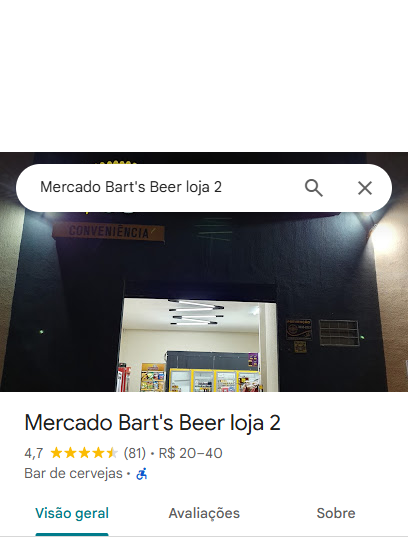 Mercado Bart's Beer loja 2
CONVENIÊNCIA
Mercado Bart's Beer loja 2
4,7 (81) · R$ 20–40
Bar de cervejas ·
Visão geral
Avaliações
Sobre